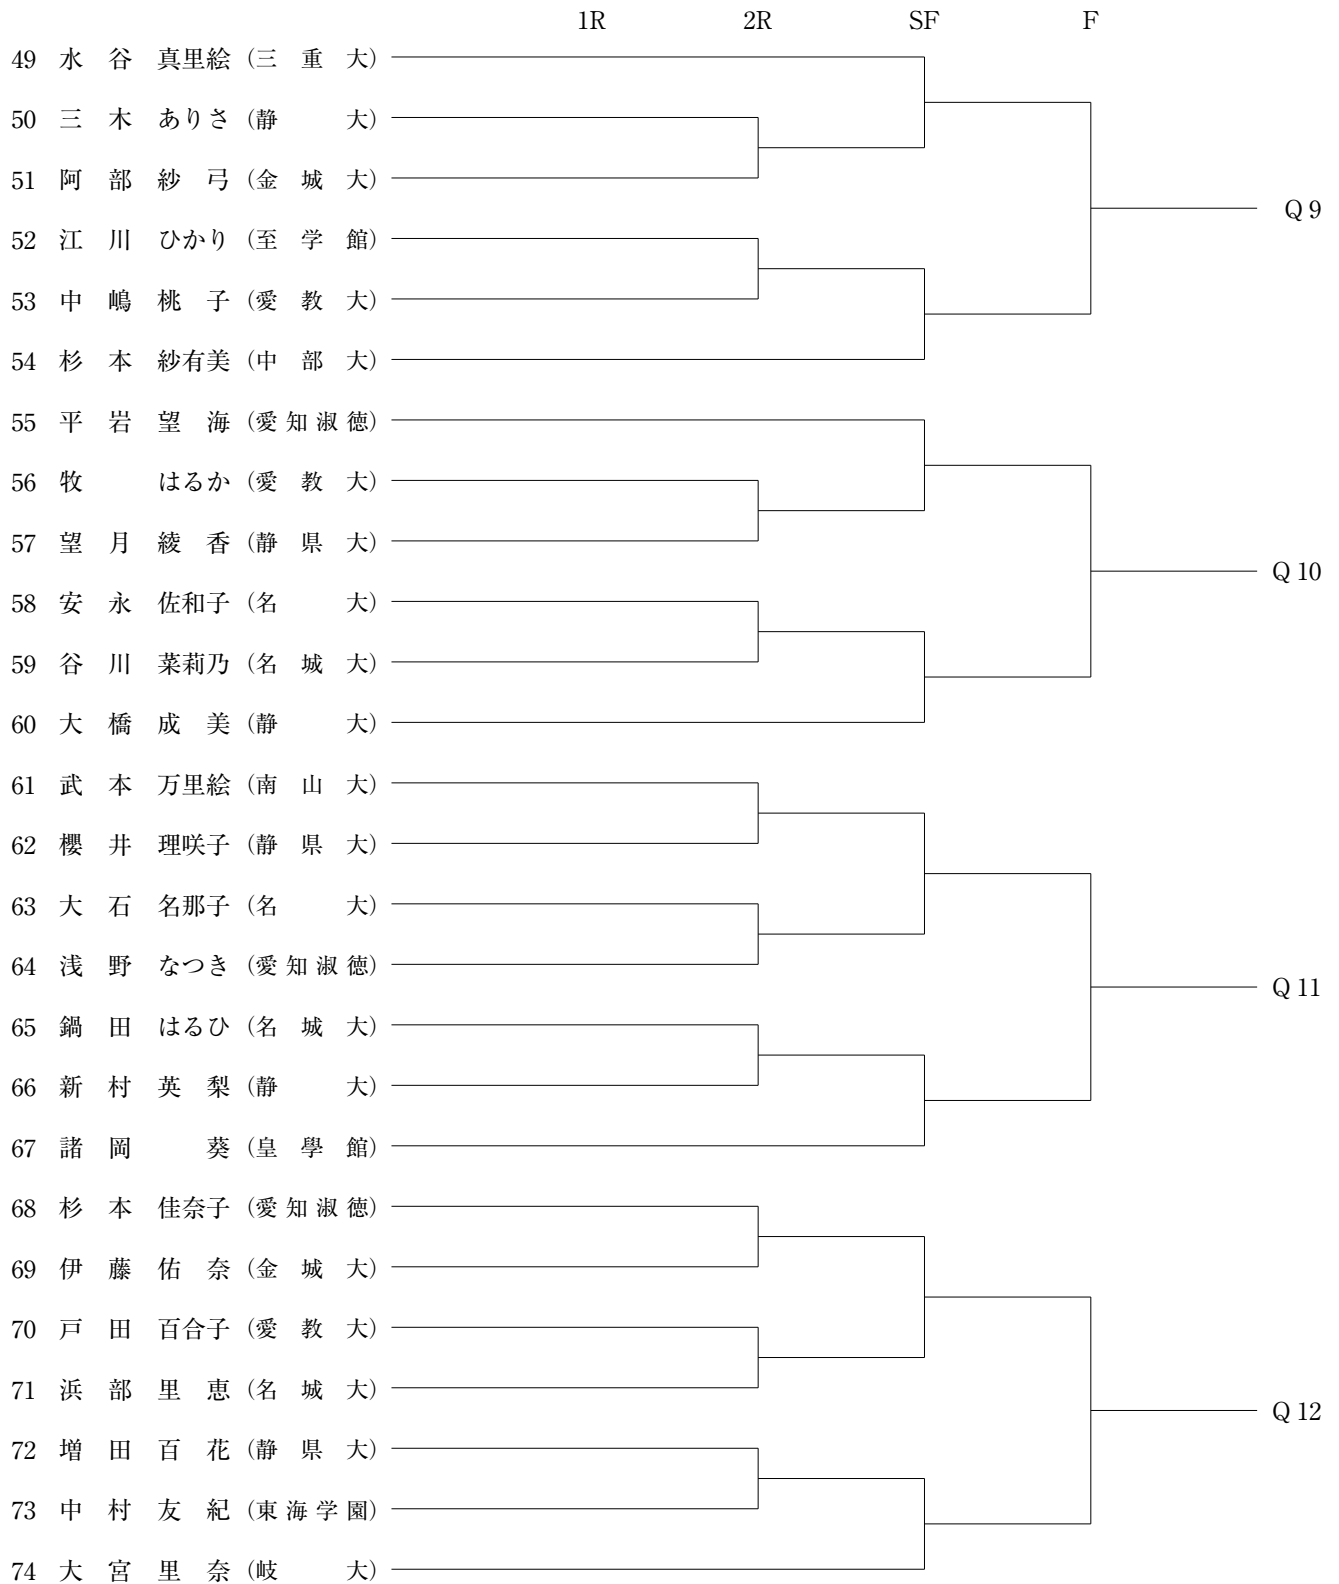 1R 2R SF F
49 水谷 真里絵 (三重大)
50 三木 ありさ (静大)
51 阿部 紗弓 (金城大)
Q 9
52 江川 ひかり (至学館)
53 中嶋 桃子 (愛教大)
54 杉本 紗有美 (中部大)
55 平岩 望海 (愛知淑徳)
56 牧 はるか (愛教大)
57 望月 綾香 (静県大)
Q 10
58 安永 佐和子 (名大)
59 谷川 菜莉乃 (名城大)
60 大橋 成美 (静大)
61 武本 万里絵 (南山大)
62 櫻井 理咲子 (静県大)
63 大石 名那子 (名大)
64 浅野 なつき (愛知淑徳)
Q 11
65 鍋田 はるひ (名城大)
66 新村 英梨 (静大)
67 諸岡 葵 (皇學館)
68 杉本 佳奈子 (愛知淑徳)
69 伊藤 佑奈 (金城大)
70 戸田 百合子 (愛教大)
71 浜部 里恵 (名城大)
Q 12
72 増田 百花 (静県大)
73 中村 友紀 (東海学園)
74 大宮 里奈 (岐大)